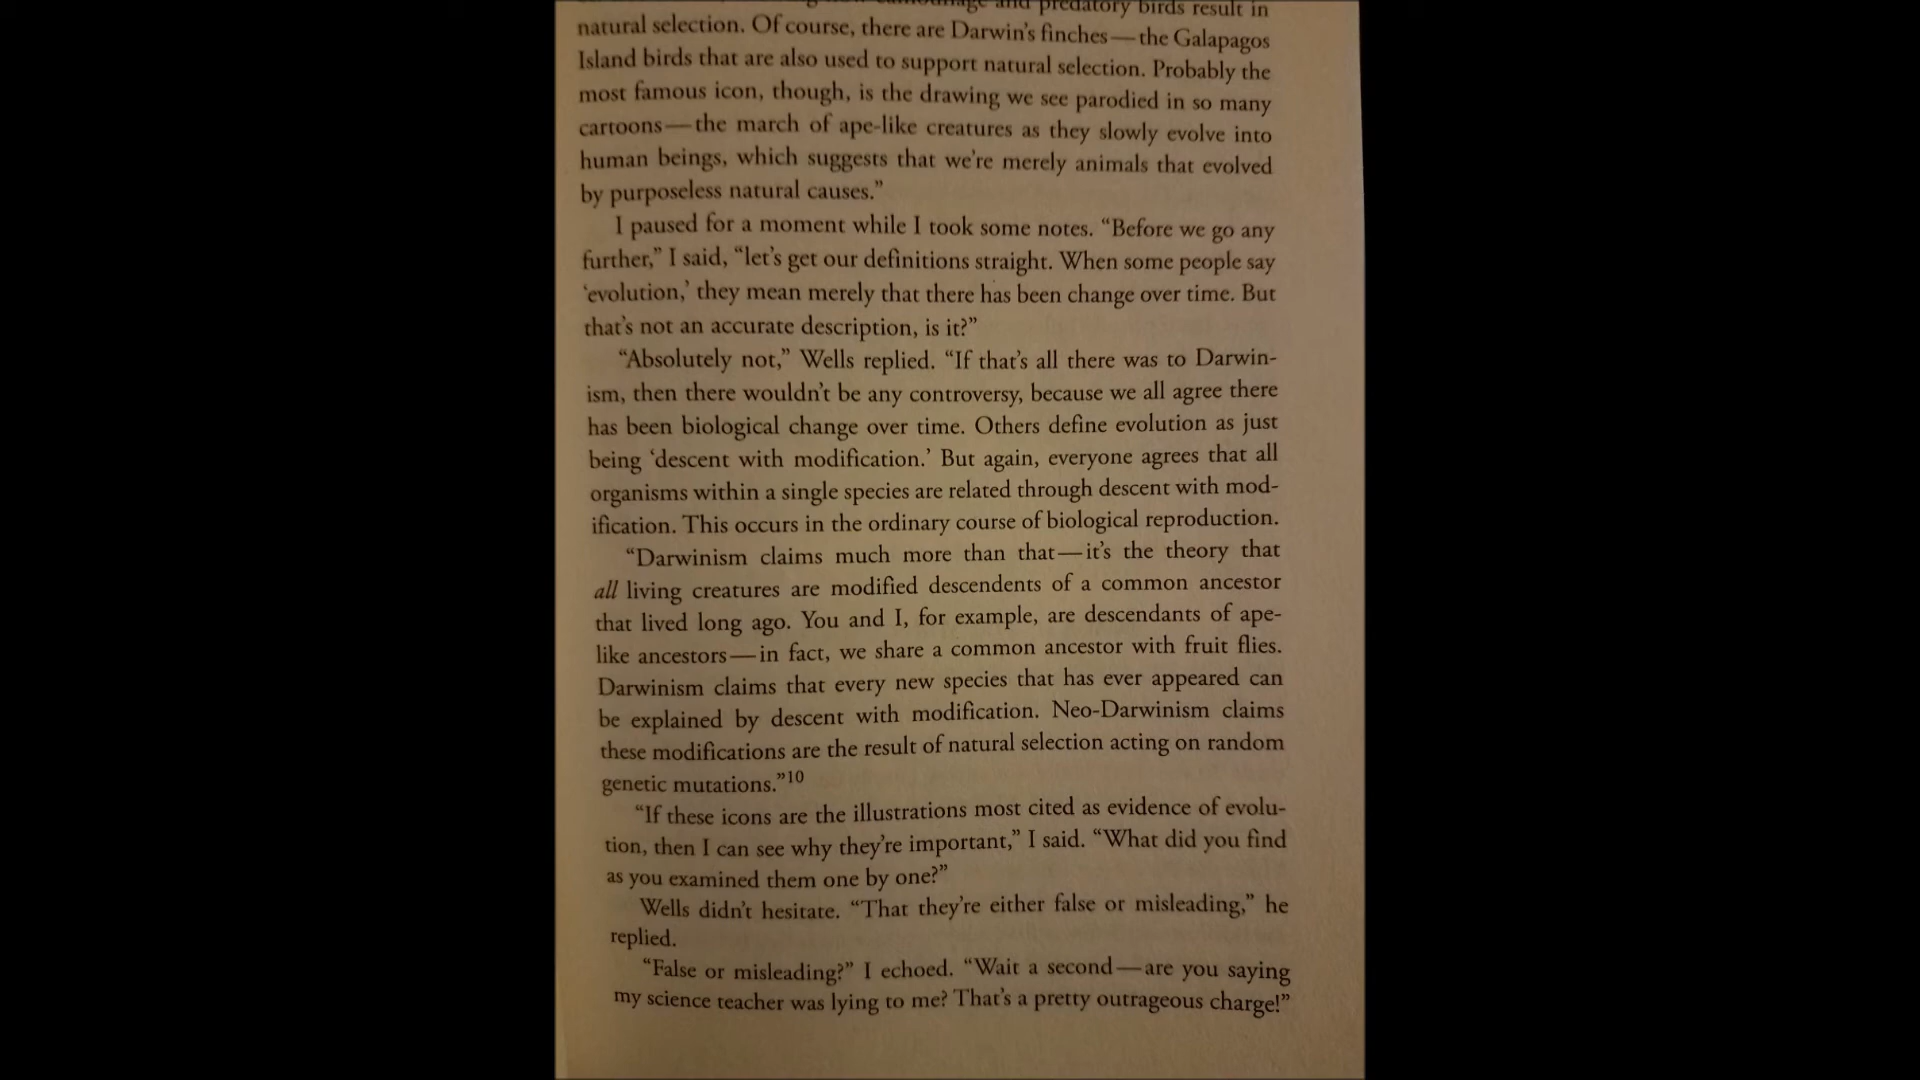 camouflage and predatory birds result in
natural selection. Of course, there are Darwin’s finches—the Galapagos
Island birds that are also used to support natural selection. Probably the
most famous icon, though, is the drawing we see parodied in so many
cartoons—the march of ape-like creatures as they slowly evolve into
human beings, which suggests that we’re merely animals that evolved
by purposeless natural causes.”
I paused for a moment while I took some notes. “Before we go any
further,” I said, “let’s get our definitions straight. When some people say
‘evolution,’ they mean merely that there has been change over time. But
that’s not an accurate description, is it?”
“Absolutely not,” Wells replied. “If that’s all there was to Darwin-
ism, then there wouldn’t be any controversy, because we all agree there
has been biological change over time. Others define evolution as just
being ‘descent with modification.’ But again, everyone agrees that all
organisms within a single species are related through descent with mod-
ification. This occurs in the ordinary course of biological reproduction.
“Darwinism claims much more than that—it’s the theory that
all living creatures are modified descendents of a common ancestor
that lived long ago. You and I, for example, are descendants of ape-
like ancestors—in fact, we share a common ancestor with fruit flies.
Darwinism claims that every new species that has ever appeared can
be explained by descent with modification. Neo-Darwinism claims
these modifications are the result of natural selection acting on random
genetic mutations.”10
“If these icons are the illustrations most cited as evidence of evolu-
tion, then I can see why they’re important,” I said. “What did you find
as you examined them one by one?”
Wells didn’t hesitate. “That they’re either false or misleading,” he
replied.
“False or misleading?” I echoed. “Wait a second—are you saying
my science teacher was lying to me? That’s a pretty outrageous charge!”